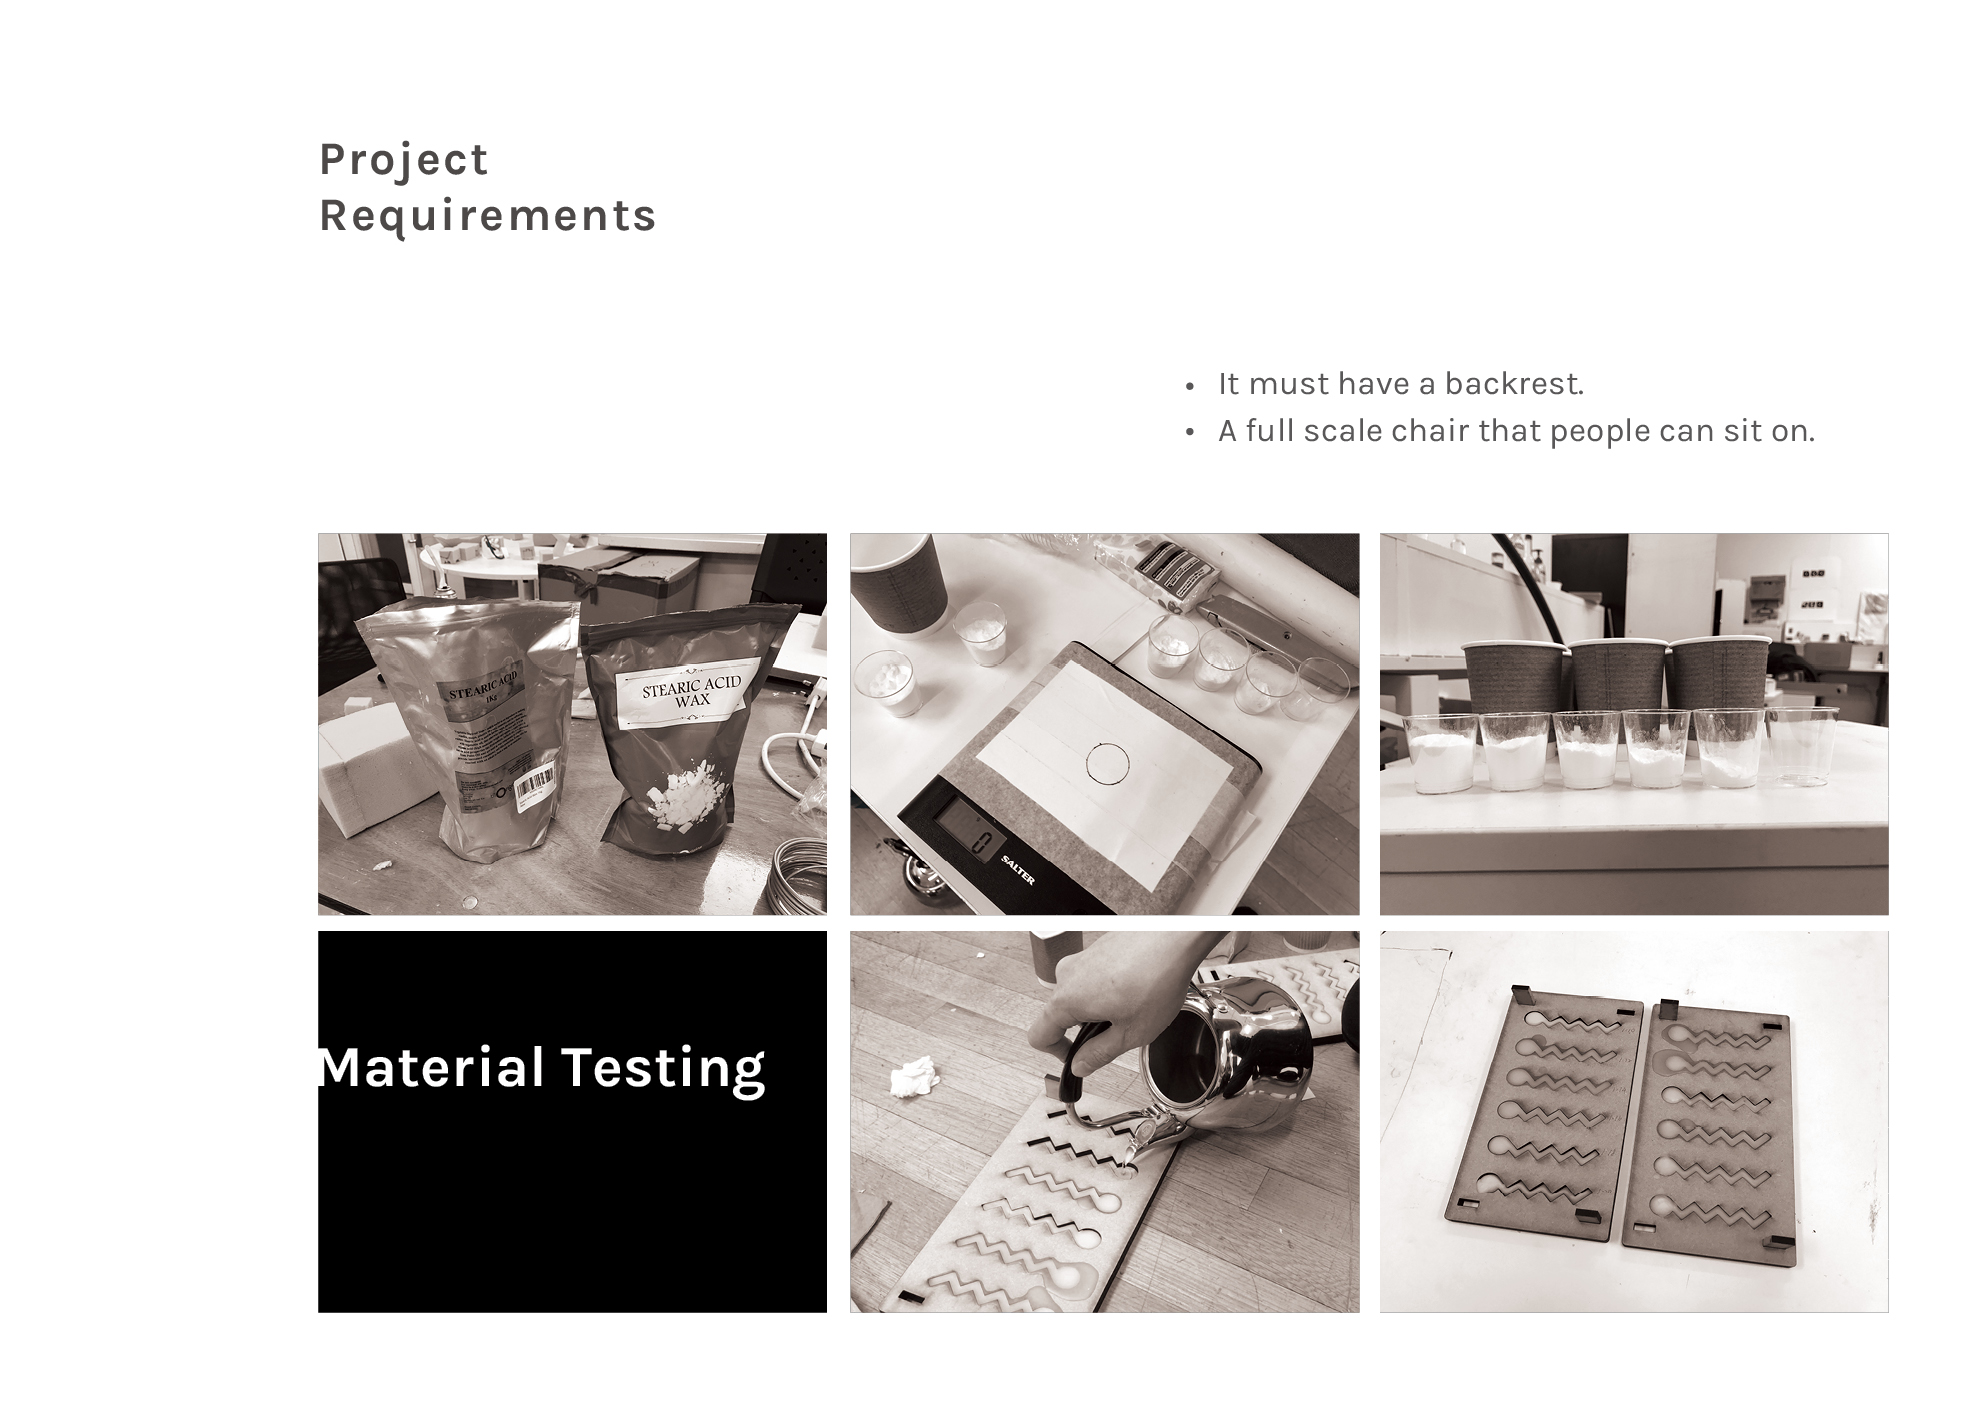 Project
Requirements
• It must have a backrest.
• A full scale chair that people can sit on.
STEARIC ACID
1Kg
STEARIC ACID
WAX
0
SALTER
Material Testing